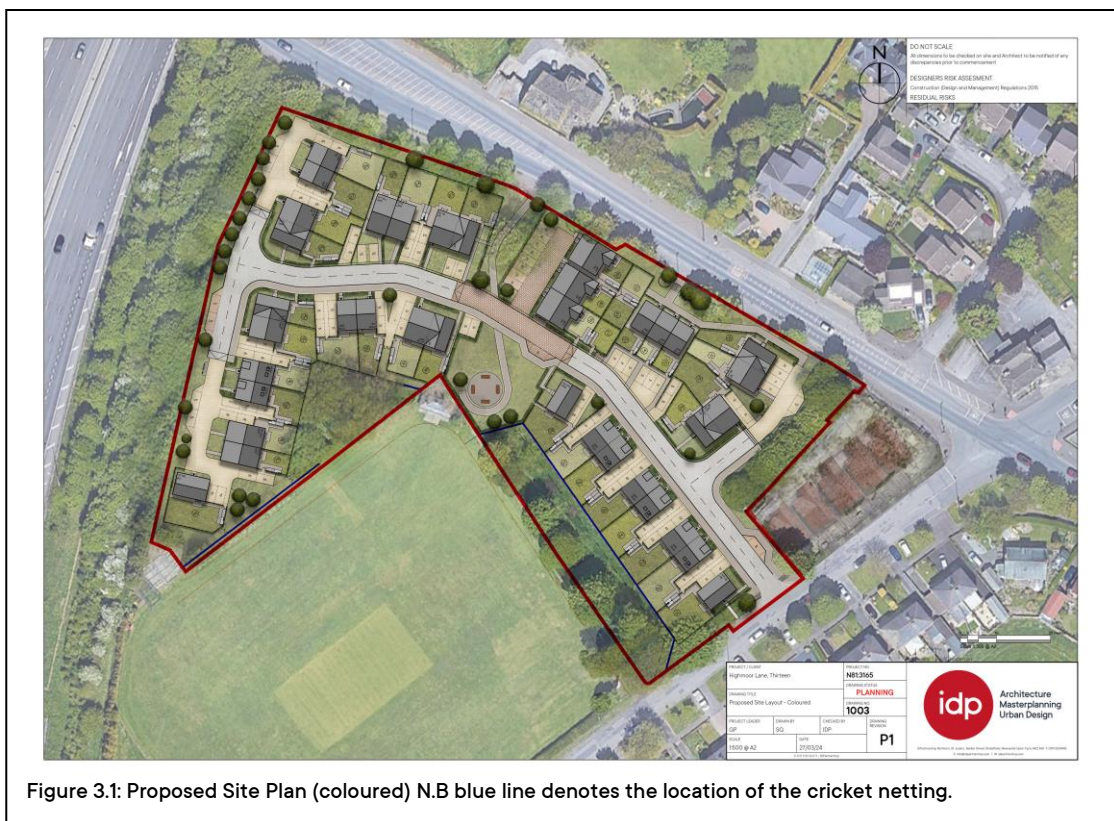 N
DO NOT SCALE
All dimensions to be checked on site and Architect to be notified of any
discrepancies prior to commencement
DESIGNERS RISK ASSESMENT
Construction (Design and Management) Regulations 2015
RESIDUAL RISKS
PROJECT / CLIENT
Highmoor Lane, Thirteen
PROJECT NO.
N81:3165
DRAWING STATUS
PLANNING
DRAWING TITLE
Proposed Site Layout - Coloured
DRAWING NO.
1003
PROJECT LEADER
GP
DRAWN BY
SG
CHECKED BY
IDP
DRAWING REVISION
P1
SCALE
1:500 @ A2
DATE
27/03/24
idp
Architecture
Masterplanning
Urban Design
Figure 3.1: Proposed Site Plan (coloured) N.B blue line denotes the location of the cricket netting.